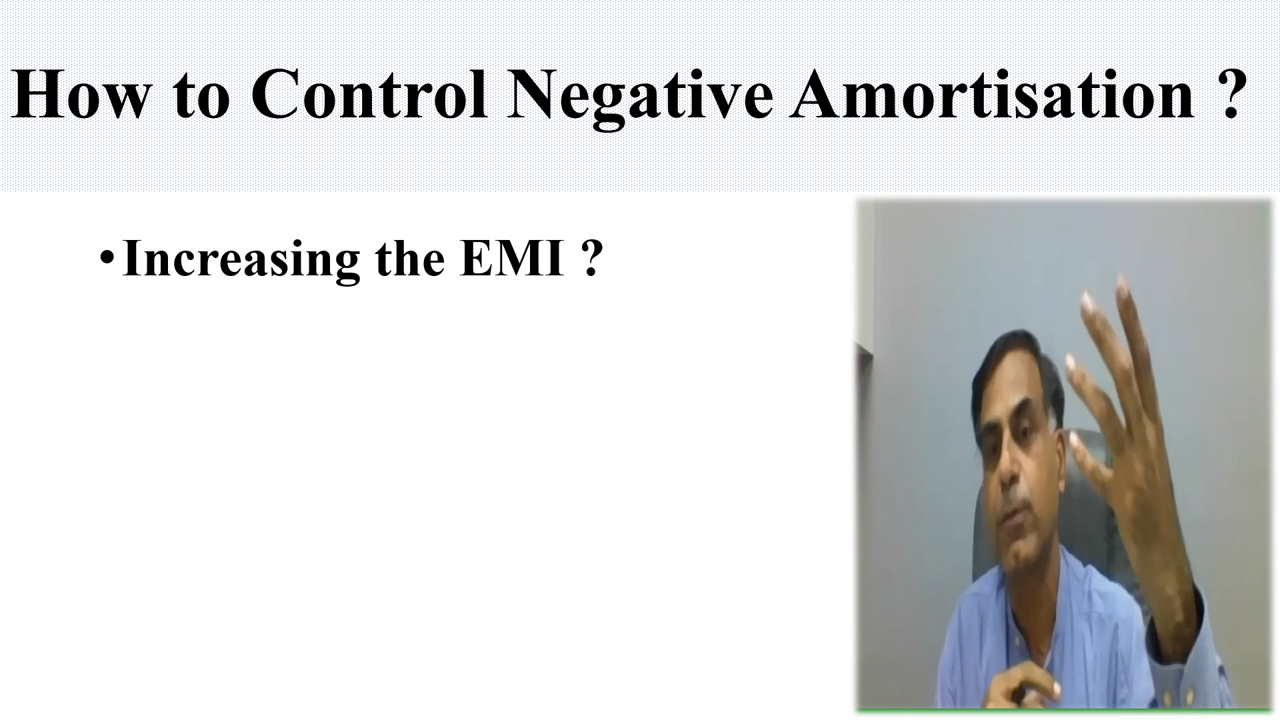 How to Control Negative Amortisation ?
•Increasing the EMI ?